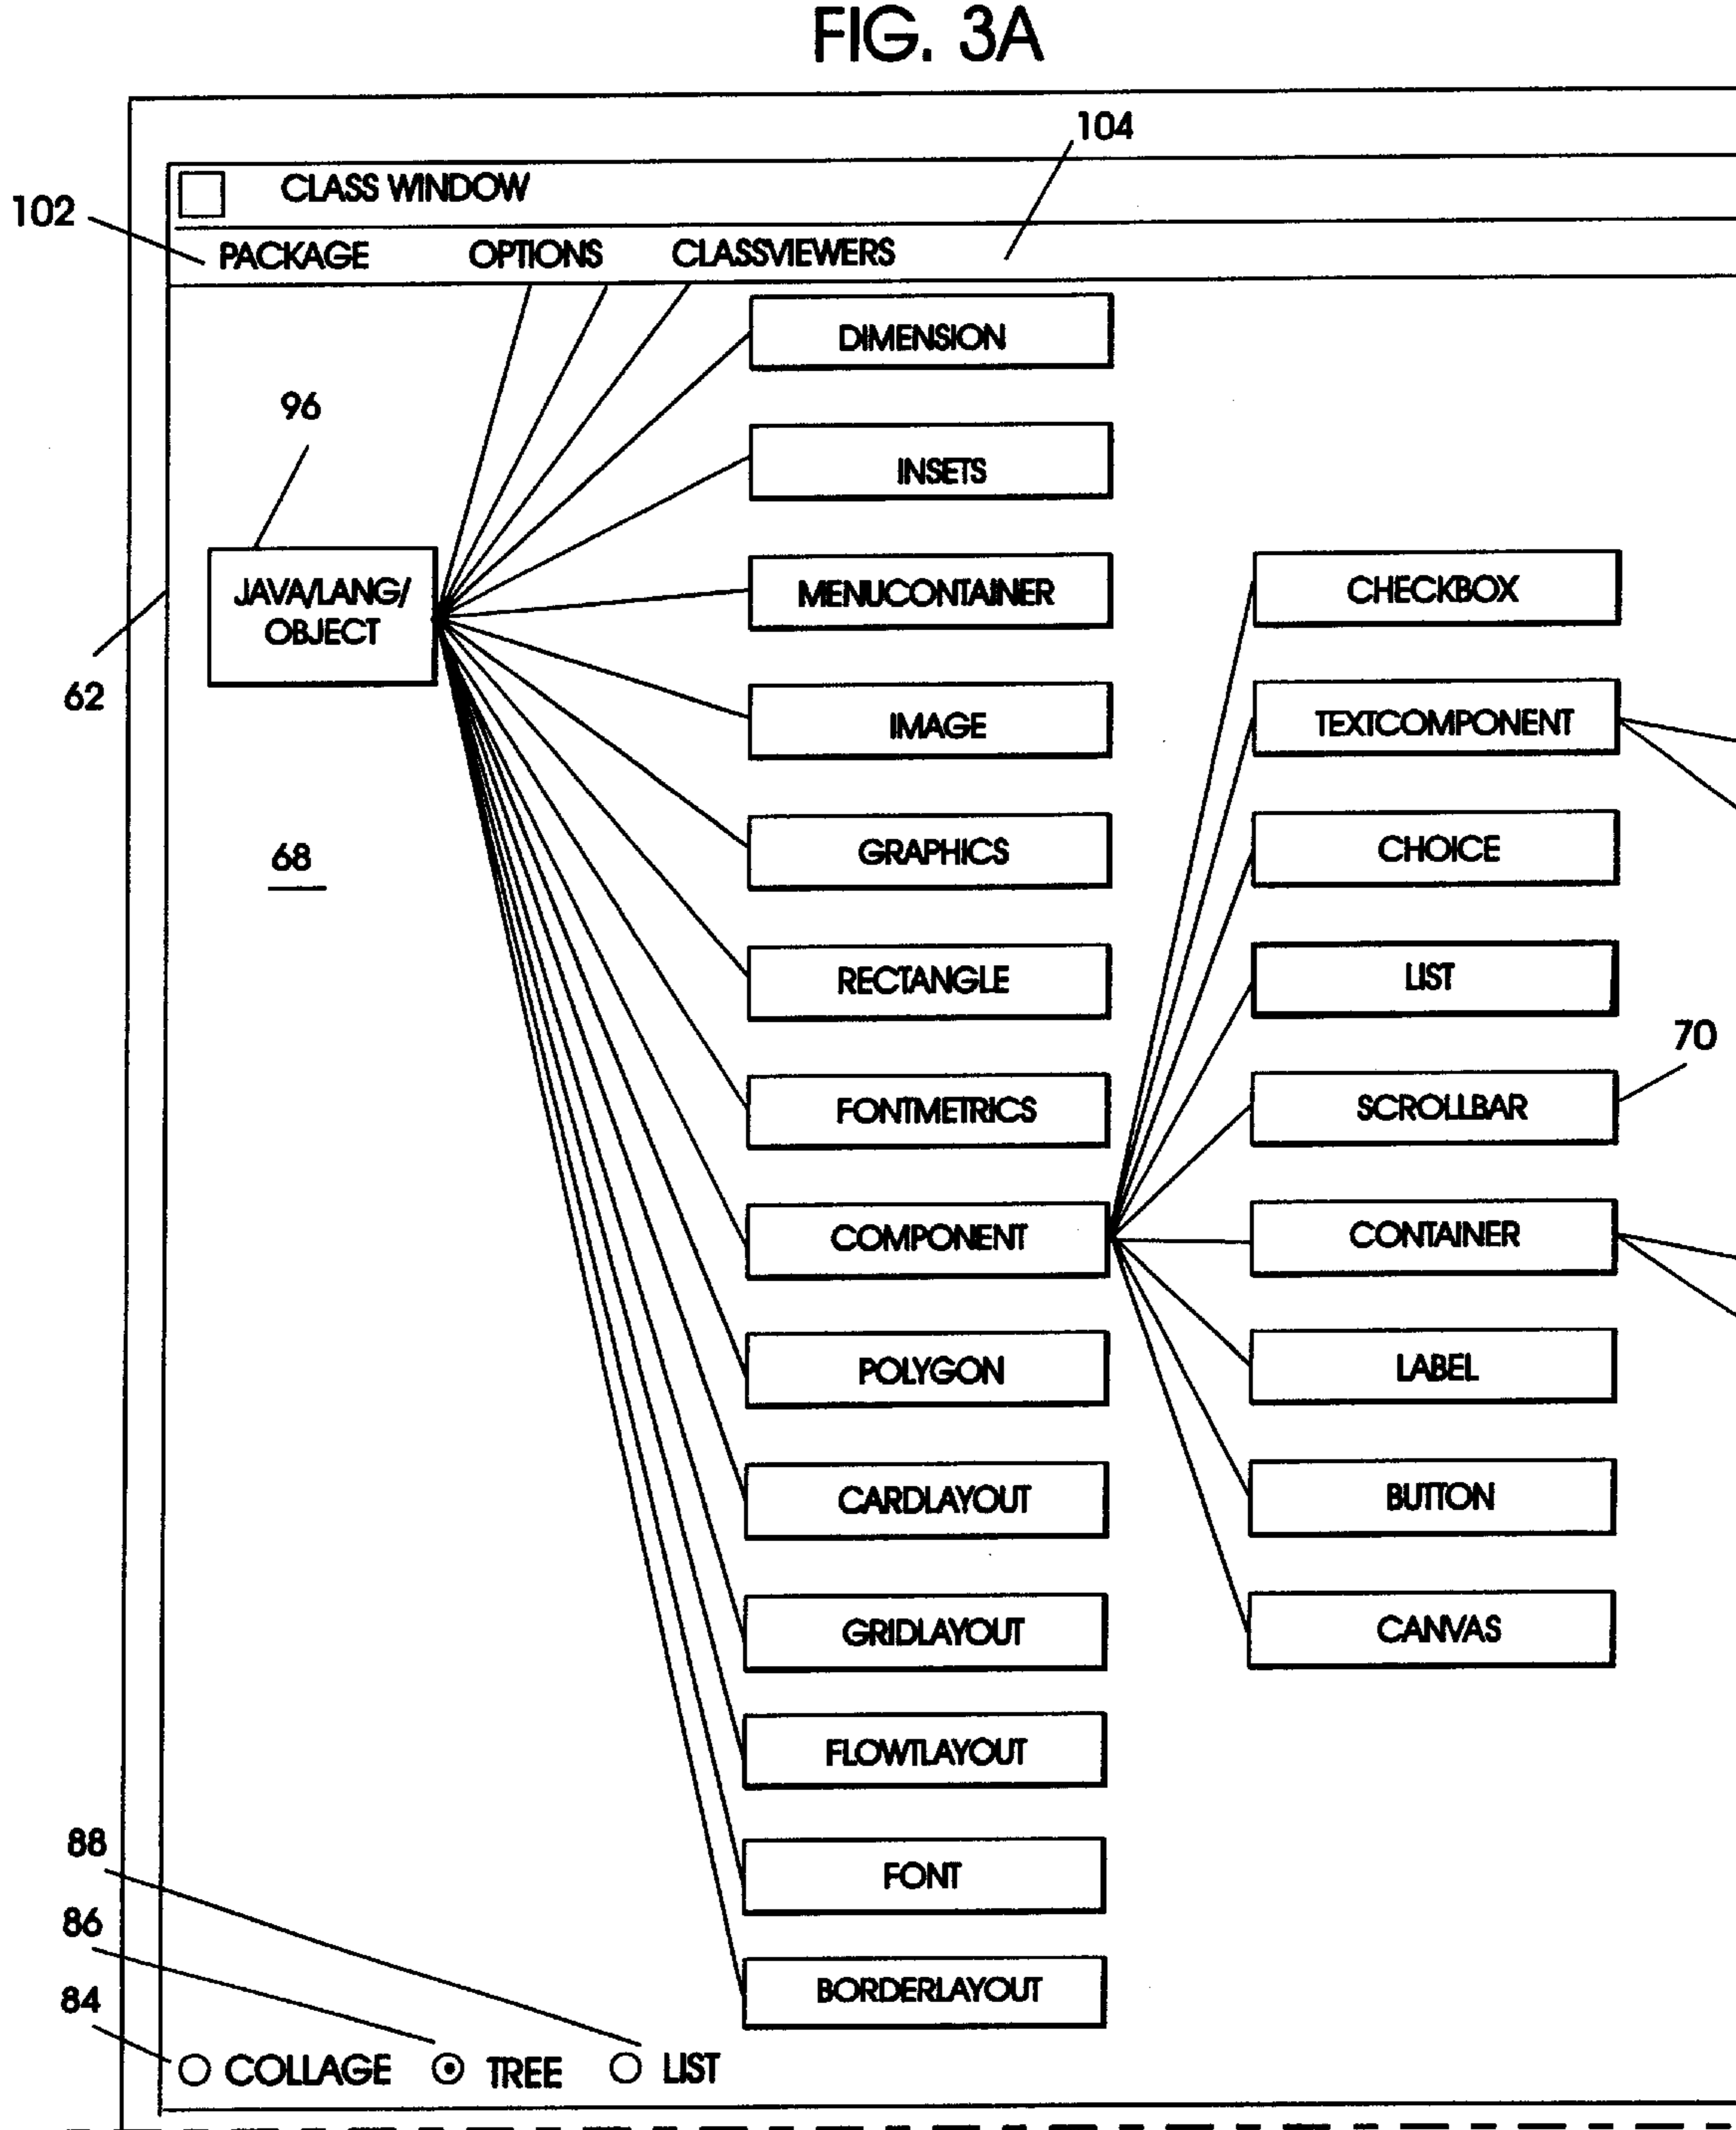 FIG. 3A
104
CLASS WINDOW
102
PACKAGE OPTIONS CLASSVIEWERS
DIMENSION
96
INSETS
JAVA/LANG/
OBJECT
MENUCONTAINER
CHECKBOX
62
IMAGE
TEXTCOMPONENT
68
GRAPHICS
CHOICE
RECTANGLE
LIST
70
FONTMETRICS
SCROLLBAR
COMPONENT
CONTAINER
POLYGON
LABEL
CARDLAYOUT
BUTTON
GRIDLAYOUT
CANVAS
FLOWTLAYOUT
88
FONT
86
BORDERLAYOUT
84
COLLAGE TREE LIST